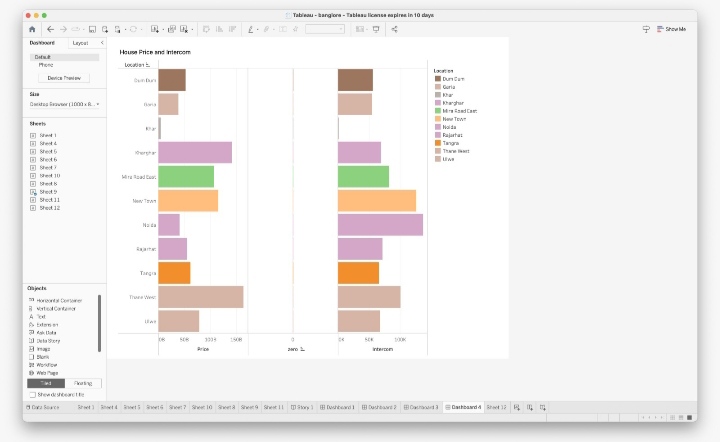 Tableau - banglore - Tableau license expires in 10 days
Show Me
Dashboard
Layout
Default
Phone
Device Preview
Size
Desktop Browser (1000 x 8...
Sheets
Sheet 1
Sheet 4
Sheet 5
Sheet 6
Sheet 7
Sheet 10
Sheet 8
Sheet 9
Sheet 11
Sheet 12
Objects
Horizontal Container
Vertical Container
Text
Extension
Ask Data
Data Story
Image
Blank
Workflow
Web Page
Tiled
Floating
Show dashboard title
House Price and Intercom
Location
Dum Dum
Garia
Khar
Kharghar
Mira Road East
New Town
Noida
Rajarhat
Tangra
Thane West
Ulwe
0B 50B 100B 150B
0
0K 50K 100K
Price
zero
Intercom
Location
Dum Dum
Garia
Khar
Kharghar
Mira Road East
New Town
Noida
Rajarhat
Tangra
Thane West
Ulwe
Data Source Sheet 1 Sheet 4 Sheet 5 Sheet 6 Sheet 7 Sheet 10 Sheet 8 Sheet 9 Sheet 11 Story 1 Dashboard 1 Dashboard 2 Dashboard 3 Dashboard 4 Sheet 12